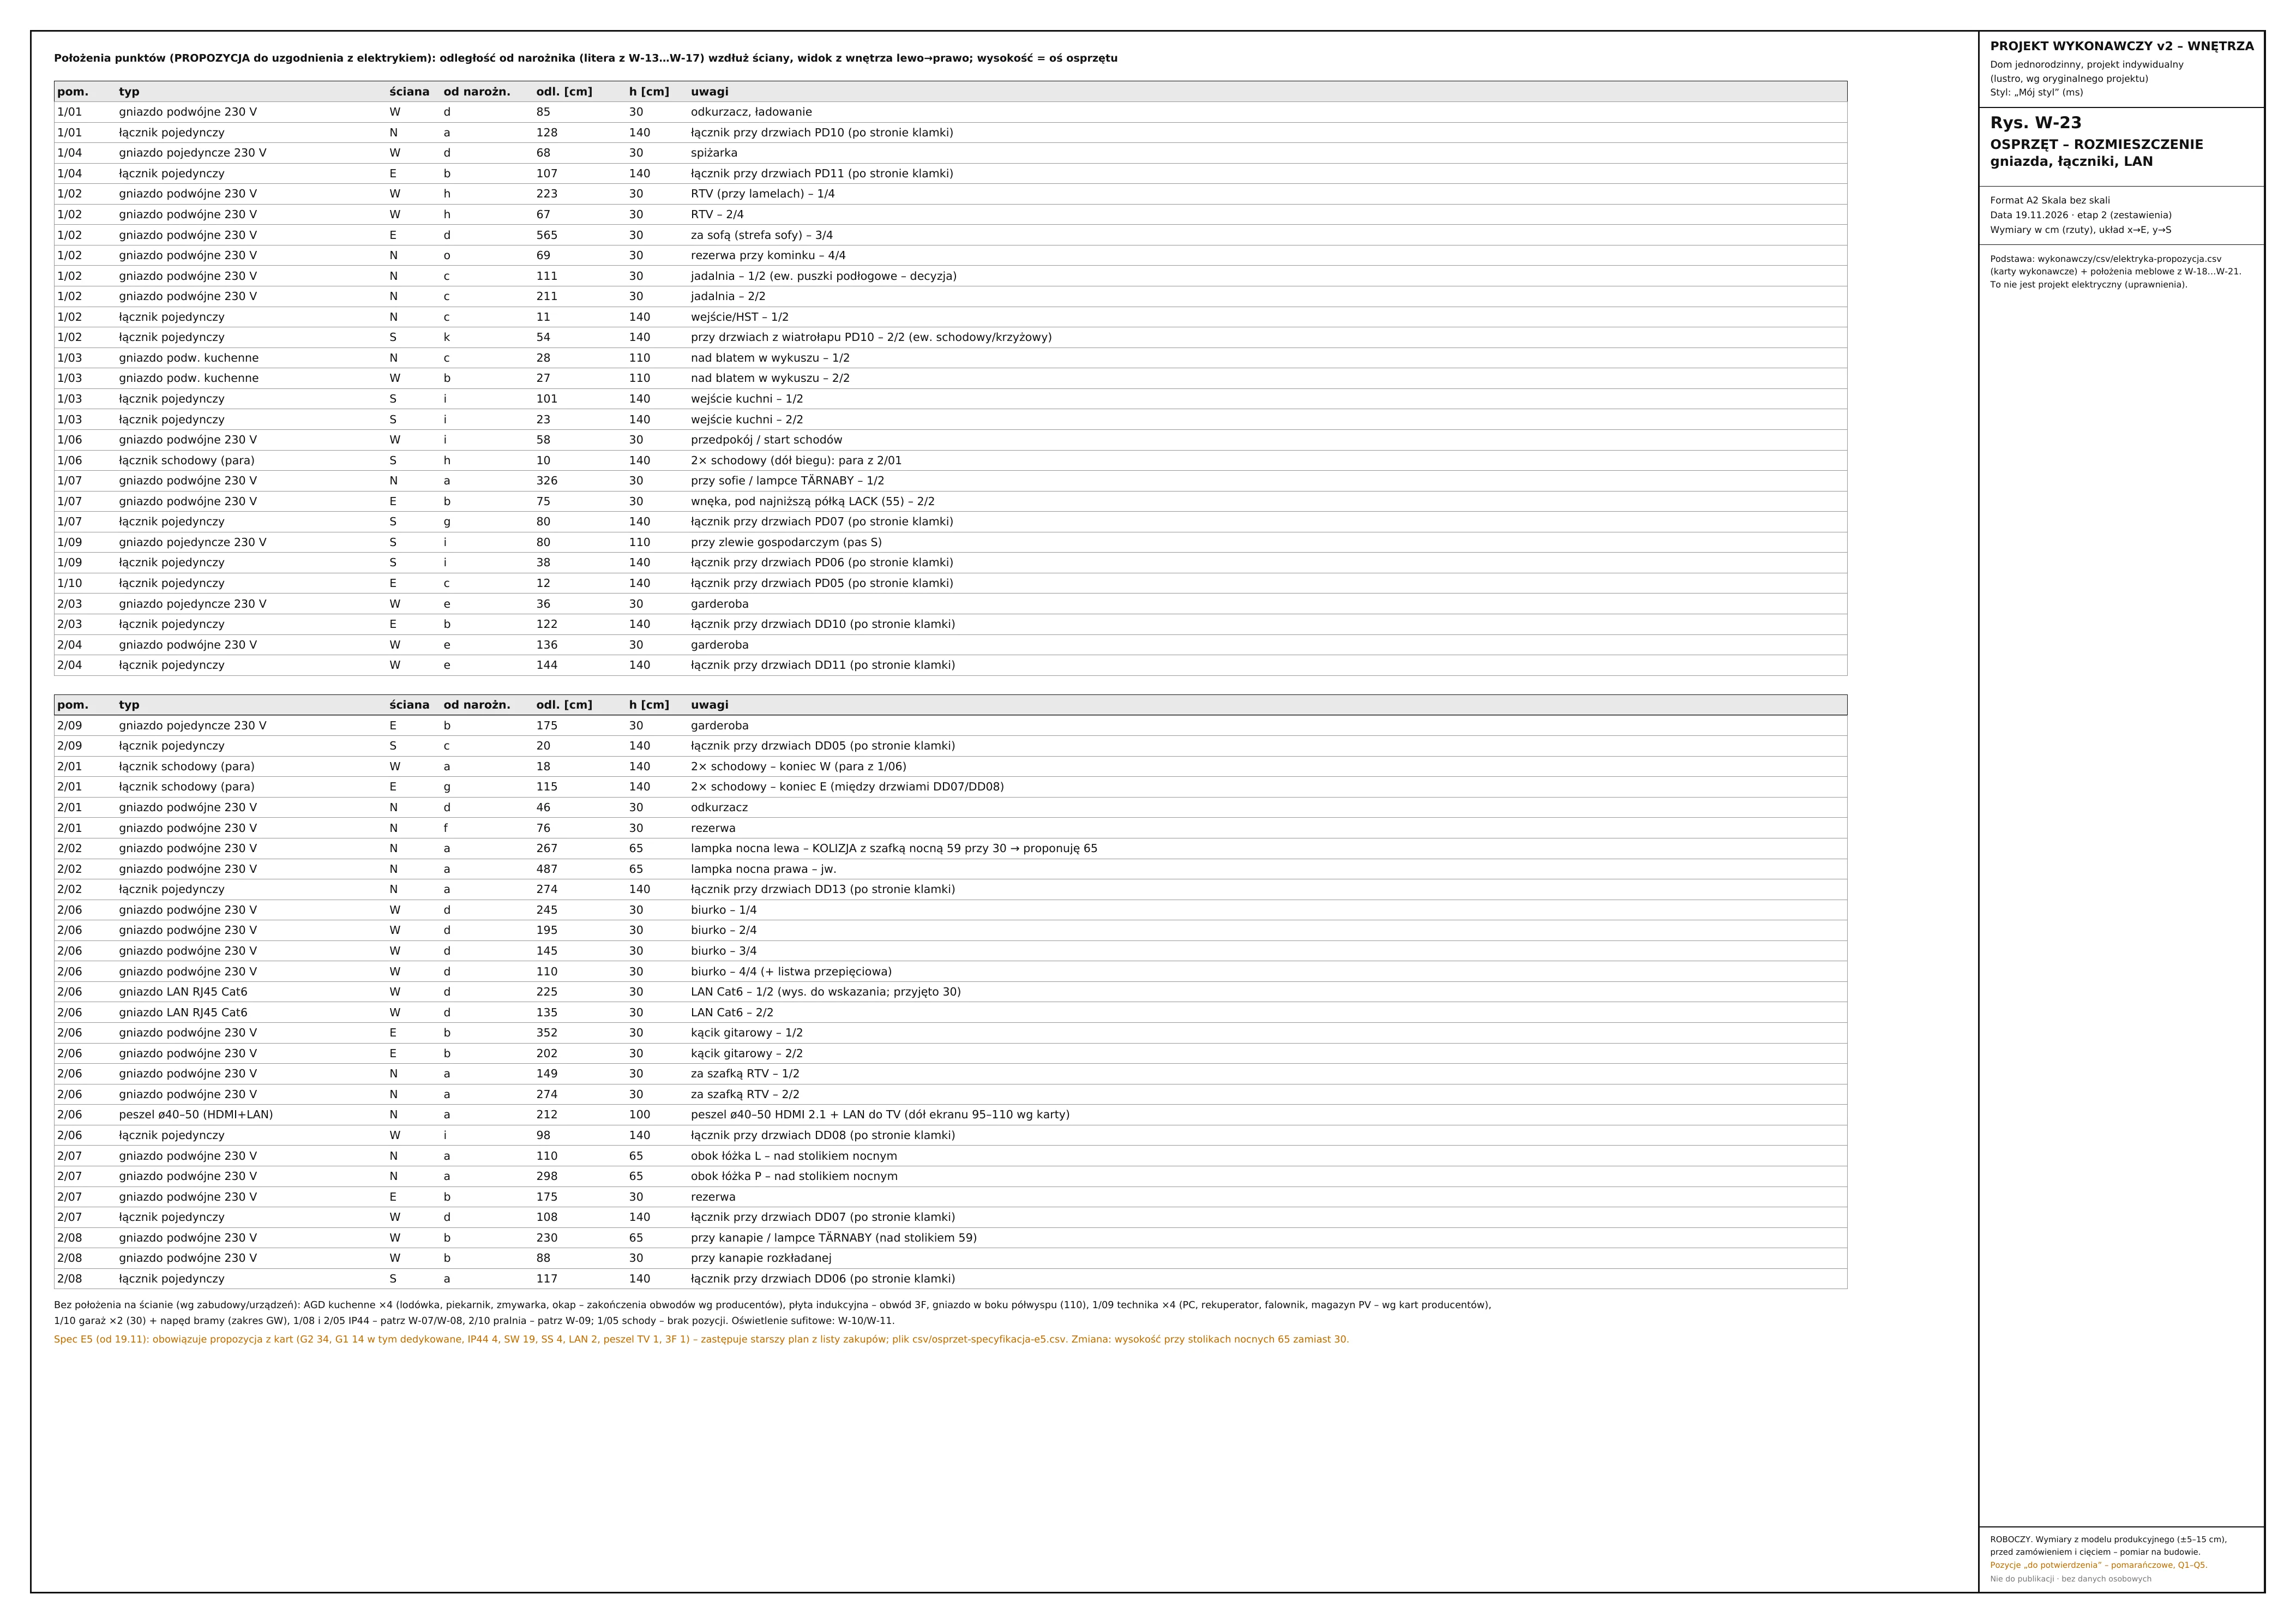 Położenia punktów (PROPOZYCJA do uzgodnienia z elektrykiem): odległość od narożnika (litera z W-13…W-17) wzdłuż ściany, widok z wnętrza lewo→prawo; wysokość = oś osprzętu
pom. typ ściana od narożn. odl. [cm] h [cm] uwagi
1/01 gniazdo podwójne 230 V W d 85 30 odkurzacz, ładowanie
1/01 łącznik pojedynczy N a 128 140 łącznik przy drzwiach PD10 (po stronie klamki)
1/04 gniazdo pojedyncze 230 V W d 68 30 spiżarka
1/04 łącznik pojedynczy E b 107 140 łącznik przy drzwiach PD11 (po stronie klamki)
1/02 gniazdo podwójne 230 V W h 223 30 RTV (przy lamelach) – 1/4
1/02 gniazdo podwójne 230 V W h 67 30 RTV – 2/4
1/02 gniazdo podwójne 230 V E d 565 30 za sofą (strefa sofy) – 3/4
1/02 gniazdo podwójne 230 V N o 69 30 rezerwa przy kominku – 4/4
1/02 gniazdo podwójne 230 V N c 111 30 jadalnia – 1/2 (ew. puszki podłogowe – decyzja)
1/02 gniazdo podwójne 230 V N c 211 30 jadalnia – 2/2
1/02 łącznik pojedynczy N c 11 140 wejście/HST – 1/2
1/02 łącznik pojedynczy S k 54 140 przy drzwiach z wiatrołapu PD10 – 2/2 (ew. schodowy/krzyżowy)
1/03 gniazdo podw. kuchenne N c 28 110 nad blatem w wykuszu – 1/2
1/03 gniazdo podw. kuchenne W b 27 110 nad blatem w wykuszu – 2/2
1/03 łącznik pojedynczy S i 101 140 wejście kuchni – 1/2
1/03 łącznik pojedynczy S i 23 140 wejście kuchni – 2/2
1/06 gniazdo podwójne 230 V W i 58 30 przedpokój / start schodów
1/06 łącznik schodowy (para) S h 10 140 2× schodowy (dół biegu): para z 2/01
1/07 gniazdo podwójne 230 V N a 326 30 przy sofie / lampce TÄRNABY – 1/2
1/07 gniazdo podwójne 230 V E b 75 30 wnęka, pod najniższą półką LACK (55) – 2/2
1/07 łącznik pojedynczy S g 80 140 łącznik przy drzwiach PD07 (po stronie klamki)
1/09 gniazdo pojedyncze 230 V S i 80 110 przy zlewie gospodarczym (pas S)
1/09 łącznik pojedynczy S i 38 140 łącznik przy drzwiach PD06 (po stronie klamki)
1/10 łącznik pojedynczy E c 12 140 łącznik przy drzwiach PD05 (po stronie klamki)
2/03 gniazdo pojedyncze 230 V W e 36 30 garderoba
2/03 łącznik pojedynczy E b 122 140 łącznik przy drzwiach DD10 (po stronie klamki)
2/04 gniazdo podwójne 230 V W e 136 30 garderoba
2/04 łącznik pojedynczy W e 144 140 łącznik przy drzwiach DD11 (po stronie klamki)
pom. typ ściana od narożn. odl. [cm] h [cm] uwagi
2/09 gniazdo pojedyncze 230 V E b 175 30 garderoba
2/09 łącznik pojedynczy S c 20 140 łącznik przy drzwiach DD05 (po stronie klamki)
2/01 łącznik schodowy (para) W a 18 140 2× schodowy – koniec W (para z 1/06)
2/01 łącznik schodowy (para) E g 115 140 2× schodowy – koniec E (między drzwiami DD07/DD08)
2/01 gniazdo podwójne 230 V N d 46 30 odkurzacz
2/01 gniazdo podwójne 230 V N f 76 30 rezerwa
2/02 gniazdo podwójne 230 V N a 267 65 lampka nocna lewa – KOLIZJA z szafką nocną 59 przy 30 → proponuję 65
2/02 gniazdo podwójne 230 V N a 487 65 lampka nocna prawa – jw.
2/02 łącznik pojedynczy N a 274 140 łącznik przy drzwiach DD13 (po stronie klamki)
2/06 gniazdo podwójne 230 V W d 245 30 biurko – 1/4
2/06 gniazdo podwójne 230 V W d 195 30 biurko – 2/4
2/06 gniazdo podwójne 230 V W d 145 30 biurko – 3/4
2/06 gniazdo podwójne 230 V W d 110 30 biurko – 4/4 (+ listwa przepięciowa)
2/06 gniazdo LAN RJ45 Cat6 W d 225 30 LAN Cat6 – 1/2 (wys. do wskazania; przyjęto 30)
2/06 gniazdo LAN RJ45 Cat6 W d 135 30 LAN Cat6 – 2/2
2/06 gniazdo podwójne 230 V E b 352 30 kącik gitarowy – 1/2
2/06 gniazdo podwójne 230 V E b 202 30 kącik gitarowy – 2/2
2/06 gniazdo podwójne 230 V N a 149 30 za szafką RTV – 1/2
2/06 gniazdo podwójne 230 V N a 274 30 za szafką RTV – 2/2
2/06 peszel ø40–50 (HDMI+LAN) N a 212 100 peszel ø40–50 HDMI 2.1 + LAN do TV (dół ekranu 95–110 wg karty)
2/06 łącznik pojedynczy W i 98 140 łącznik przy drzwiach DD08 (po stronie klamki)
2/07 gniazdo podwójne 230 V N a 110 65 obok łóżka L – nad stolikiem nocnym
2/07 gniazdo podwójne 230 V N a 298 65 obok łóżka P – nad stolikiem nocnym
2/07 gniazdo podwójne 230 V E b 175 30 rezerwa
2/07 łącznik pojedynczy W d 108 140 łącznik przy drzwiach DD07 (po stronie klamki)
2/08 gniazdo podwójne 230 V W b 230 65 przy kanapie / lampce TÄRNABY (nad stolikiem 59)
2/08 gniazdo podwójne 230 V W b 88 30 przy kanapie rozkładanej
2/08 łącznik pojedynczy S a 117 140 łącznik przy drzwiach DD06 (po stronie klamki)
Bez położenia na ścianie (wg zabudowy/urządzeń): AGD kuchenne ×4 (lodówka, piekarnik, zmywarka, okap – zakończenia obwodów wg producentów), płyta indukcyjna – obwód 3F, gniazdo w boku półwyspu (110), 1/09 technika ×4 (PC, rekuperator, falownik, magazyn PV – wg kart producentów),
1/10 garaż ×2 (30) + napęd bramy (zakres GW), 1/08 i 2/05 IP44 – patrz W-07/W-08, 2/10 pralnia – patrz W-09; 1/05 schody – brak pozycji. Oświetlenie sufitowe: W-10/W-11.
Spec E5 (od 19.11): obowiązuje propozycja z kart (G2 34, G1 14 w tym dedykowane, IP44 4, SW 19, SS 4, LAN 2, peszel TV 1, 3F 1) – zastępuje starszy plan z listy zakupów; plik csv/osprzet-specyfikacja-e5.csv. Zmiana: wysokość przy stolikach nocnych 65 zamiast 30.
PROJEKT WYKONAWCZY v2 – WNĘTRZA
Dom jednorodzinny, projekt indywidualny
(lustro, wg oryginalnego projektu)
Styl: „Mój styl” (ms)
Rys. W-23
OSPRZĘT – ROZMIESZCZENIE
gniazda, łączniki, LAN
Format A2 Skala bez skali
Data 19.11.2026 · etap 2 (zestawienia)
Wymiary w cm (rzuty), układ x→E, y→S
Podstawa: wykonawczy/csv/elektryka-propozycja.csv
(karty wykonawcze) + położenia meblowe z W-18…W-21.
To nie jest projekt elektryczny (uprawnienia).
ROBOCZY. Wymiary z modelu produkcyjnego (±5–15 cm),
przed zamówieniem i cięciem – pomiar na budowie.
Pozycje „do potwierdzenia” – pomarańczowe, Q1–Q5.
Nie do publikacji · bez danych osobowych